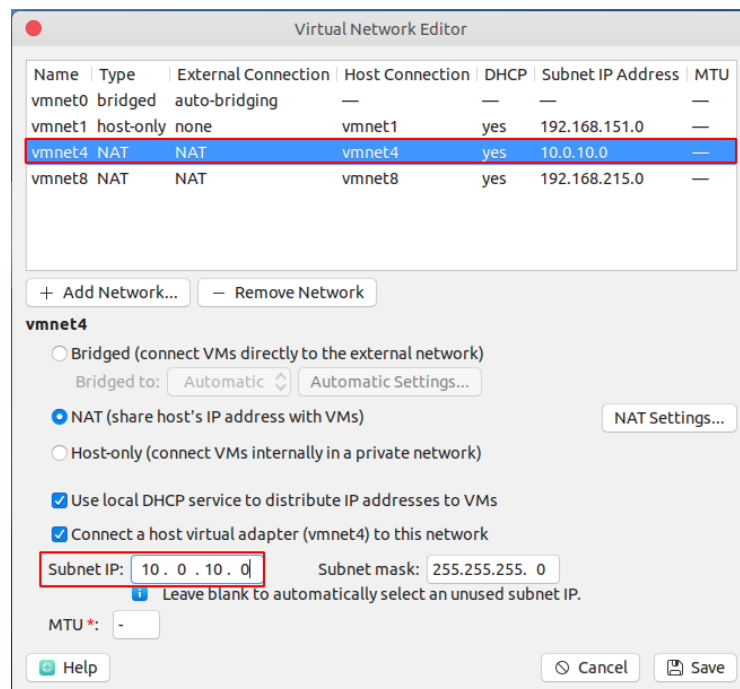 Virtual Network Editor
Name Type External Connection Host Connection DHCP Subnet IP Address MTU
vmnet0 bridged auto-bridging — — — —
vmnet1 host-only none vmnet1 yes 192.168.151.0 —
vmnet4 NAT NAT vmnet4 yes 10.0.10.0 —
vmnet8 NAT NAT vmnet8 yes 192.168.215.0 —
+ Add Network... − Remove Network
vmnet4
Bridged (connect VMs directly to the external network)
Bridged to: Automatic Automatic Settings...
NAT (share host's IP address with VMs) NAT Settings...
Host-only (connect VMs internally in a private network)
Use local DHCP service to distribute IP addresses to VMs
Connect a host virtual adapter (vmnet4) to this network
Subnet IP: 10 . 0 . 10 . 0 Subnet mask: 255.255.255. 0
Leave blank to automatically select an unused subnet IP.
MTU *: -
Help Cancel Save